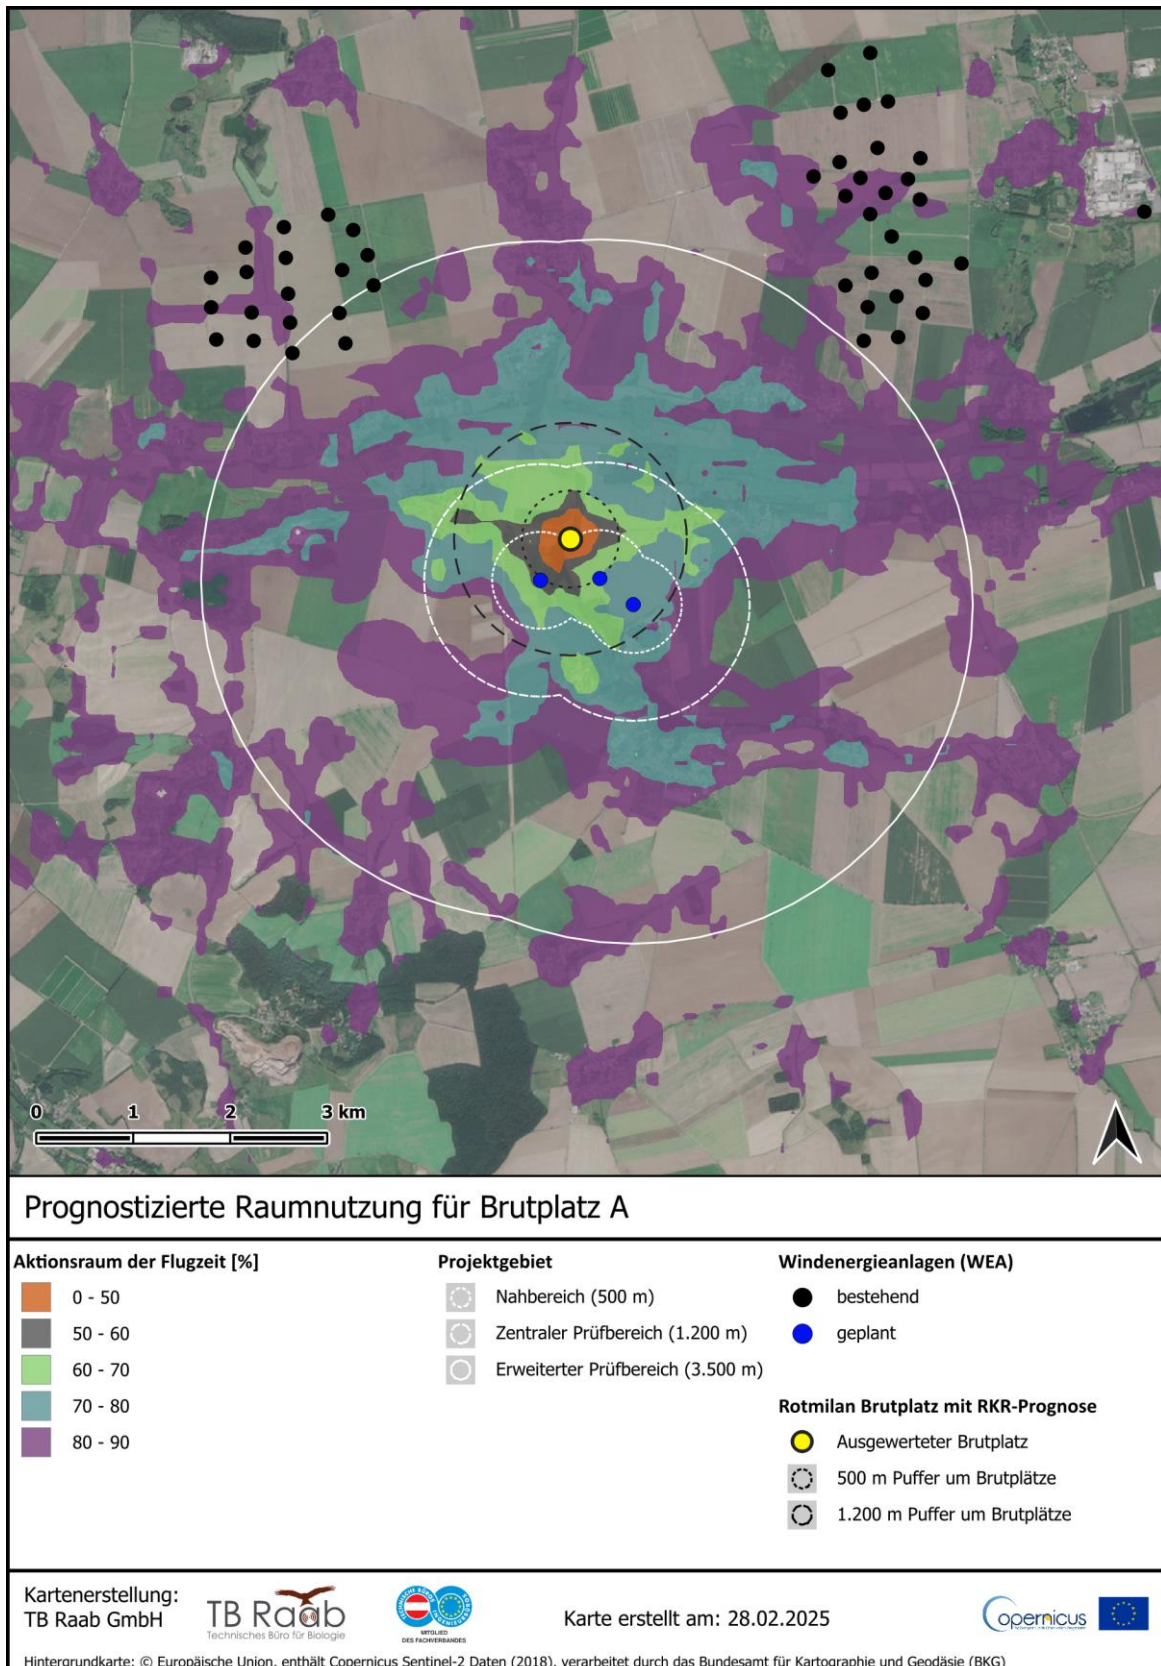 0 1 2 3 km
Prognostizierte Raumnutzung für Brutplatz A
Aktionsraum der Flugzeit [%]
0 - 50
50 - 60
60 - 70
70 - 80
80 - 90
Projektgebiet
Nahbereich (500 m)
Zentraler Prüfbereich (1.200 m)
Erweiterter Prüfbereich (3.500 m)
Windenergieanlagen (WEA)
bestehend
geplant
Rotmilan Brutplatz mit RKR-Prognose
Ausgewerteter Brutplatz
500 m Puffer um Brutplätze
1.200 m Puffer um Brutplätze
Kartenerstellung:
TB Raab GmbH
TB Raab
Technisches Büro für Biologie
MITGLIED
DES FACHVERBANDES
Karte erstellt am: 28.02.2025
Copernicus
Hintergrundkarte: © Europäische Union, enthält Copernicus Sentinel-2 Daten (2018), verarbeitet durch das Bundesamt für Kartographie und Geodäsie (BKG)